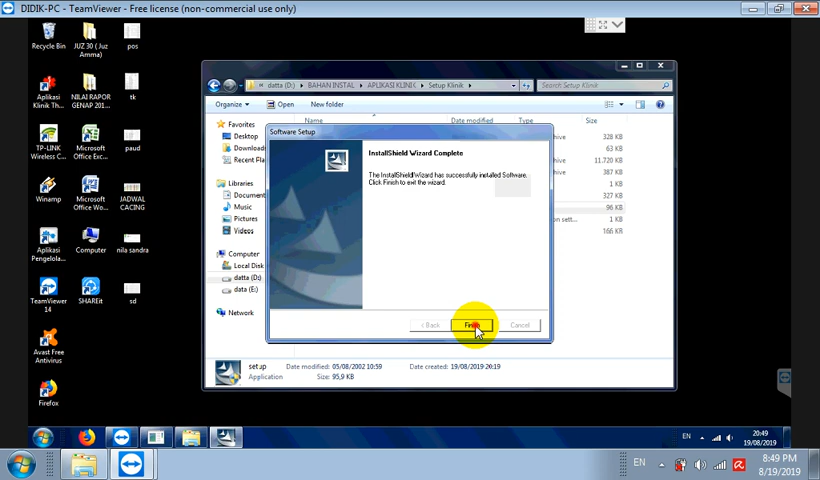 DIDIK-PC - TeamViewer - Free license (non-commercial use only)
Recycle Bin
JUZ 30 ( Juz Amma)
pos
Aplikasi Klinik Th...
NILAI RAPOR GENAP 201...
tk
TP-LINK Wireless C...
Microsoft Office Exc...
paud
Winamp
Microsoft Office Wo...
JADWAL CACING
Aplikasi Pengelola...
Computer
nila sandra
TeamViewer 14
SHAREit
sd
Avast Free Antivirus
Firefox
« datta (D:) ▸ BAHAN INSTAL ▸ APLIKASI KLINIK ▸ Setup Klinik ▸
Search Setup Klinik
Organize
Open
New folder
Name
Date modified
Type
Size
Favorites
Desktop
Download
Recent Pla
Libraries
Document
Music
Pictures
Videos
Computer
Local Disk
datta (D:)
data (E:)
Network
hive 328 KB
63 KB
hive 11.720 KB
hive 387 KB
1 KB
327 KB
96 KB
on sett... 1 KB
166 KB
Software Setup
InstallShield Wizard Complete
The InstallShield Wizard has successfully installed Software.
Click Finish to exit the wizard.
< Back
Finish
Cancel
setup Date modified: 05/08/2002 10:59 Date created: 19/08/2019 20:19
Application Size: 95,9 KB
EN
20:49
19/08/2019
EN
8:49 PM
8/19/2019